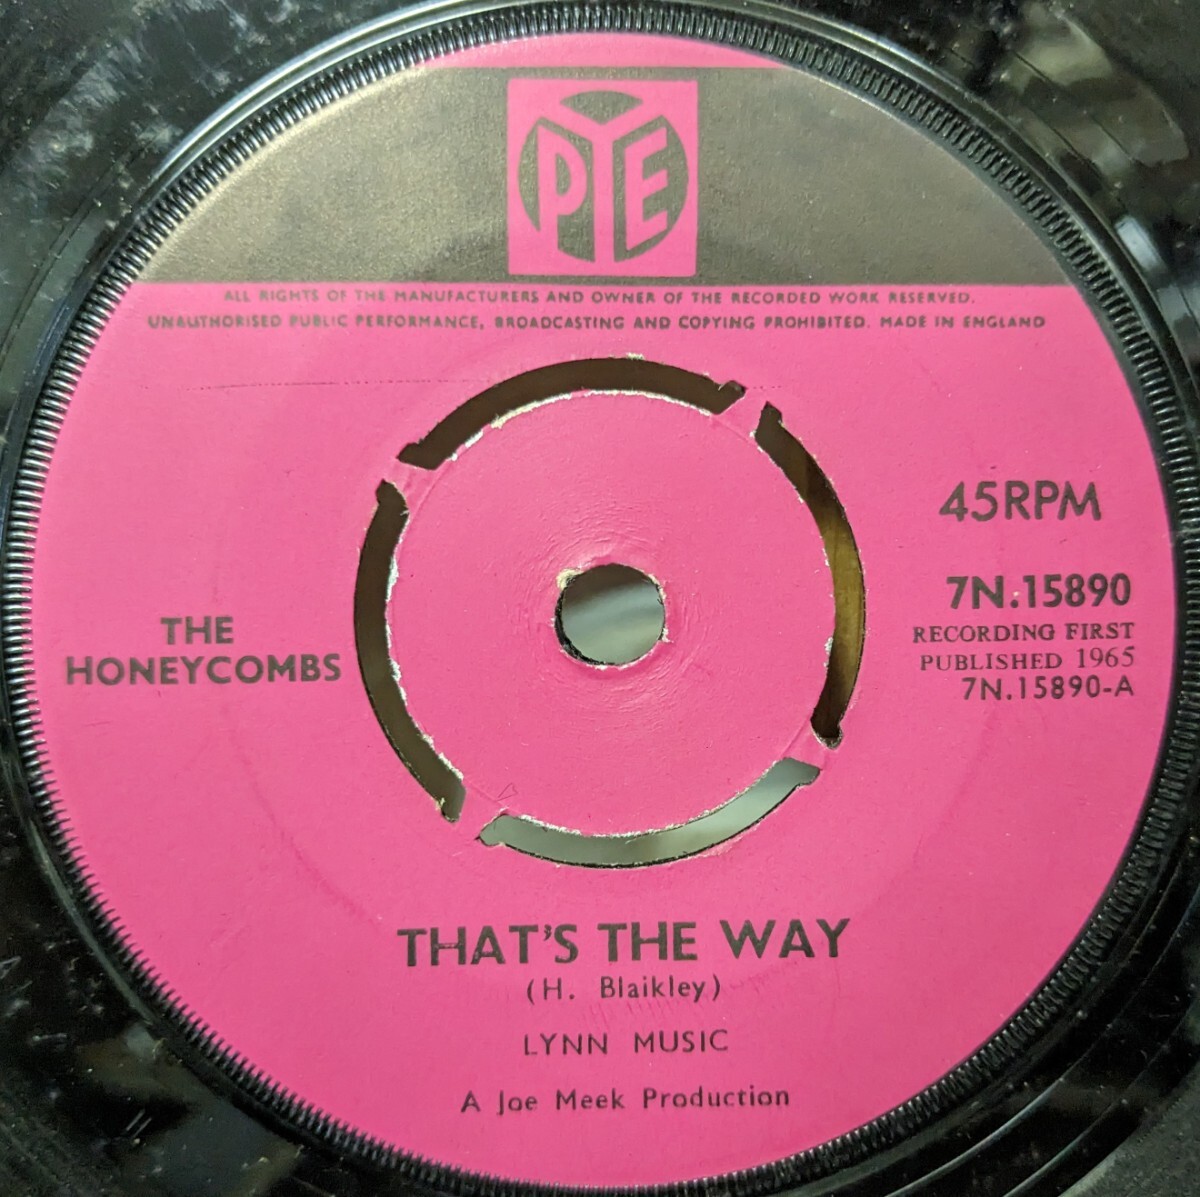 PYE
ALL RIGHTS OF THE MANUFACTURERS AND OWNER OF THE RECORDED WORK RESERVED.
UNAUTHORISED PUBLIC PERFORMANCE, BROADCASTING AND COPYING PROHIBITED. MADE IN ENGLAND
45RPM
7N.15890
RECORDING FIRST
PUBLISHED 1965
7N.15890-A
THE
HONEYCOMBS
THAT'S THE WAY
(H. Blaikley)
LYNN MUSIC
A Joe Meek Production